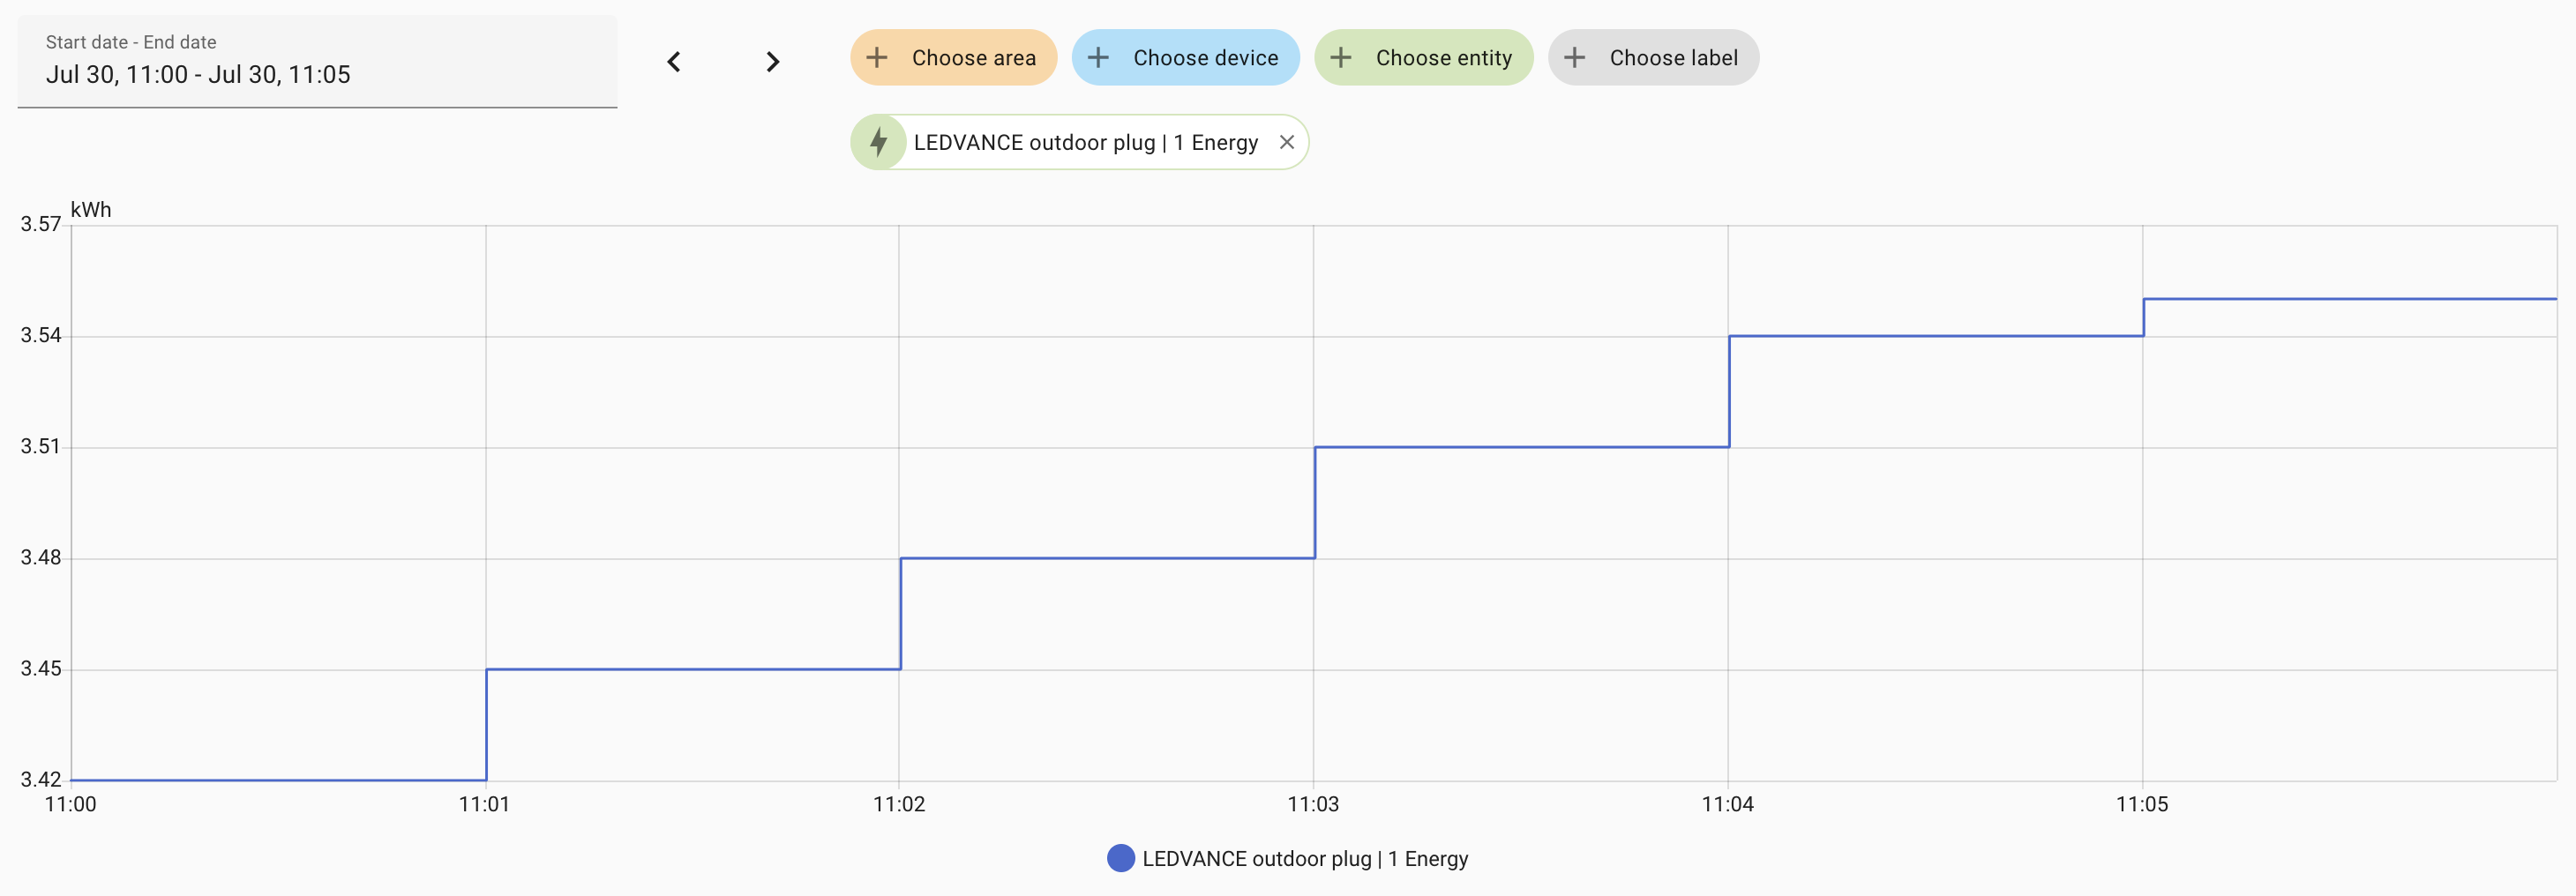 Start date - End date
Jul 30, 11:00 - Jul 30, 11:05
Choose area
Choose device
Choose entity
Choose label
LEDVANCE outdoor plug | 1 Energy
kWh
3.57
3.54
3.51
3.48
3.45
3.42
11:00
11:01
11:02
11:03
11:04
11:05
LEDVANCE outdoor plug | 1 Energy